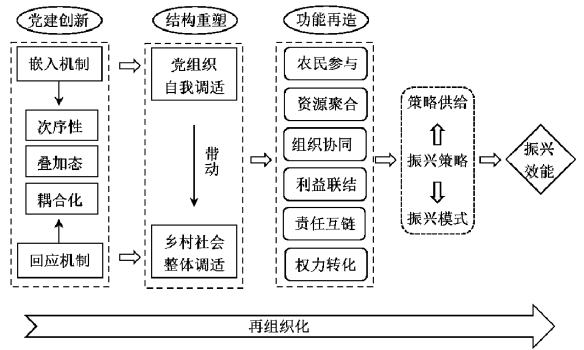 党建创新
结构重塑
功能再造
嵌入机制
次序性
叠加态
耦合化
回应机制
党组织
自我调适
带动
乡村社会
整体调适
农民参与
资源聚合
组织协同
利益联结
责任互链
权力转化
策略供给
振兴策略
振兴模式
振兴
效能
再组织化